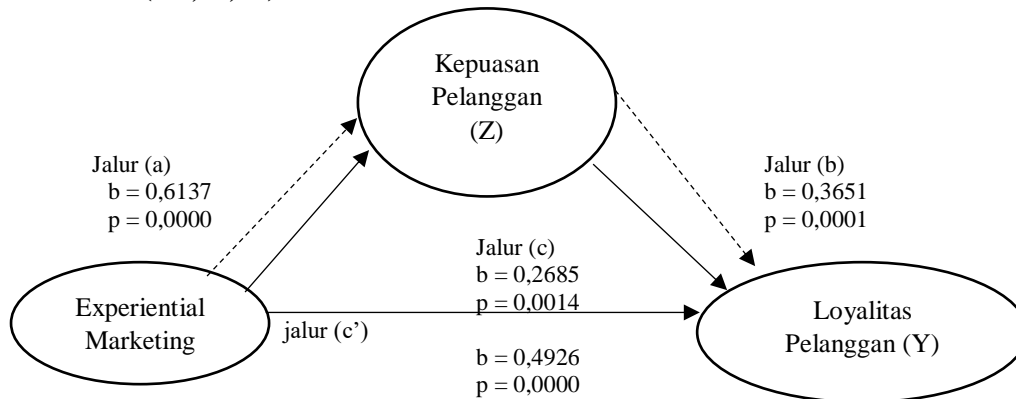 Kepuasan
Pelanggan
(Z)
Jalur (a)
b = 0,6137
p = 0,0000
Jalur (b)
b = 0,3651
p = 0,0001
Jalur (c)
b = 0,2685
p = 0,0014
Experiential
Marketing
jalur (c’)
b = 0,4926
p = 0,0000
Loyalitas
Pelanggan (Y)